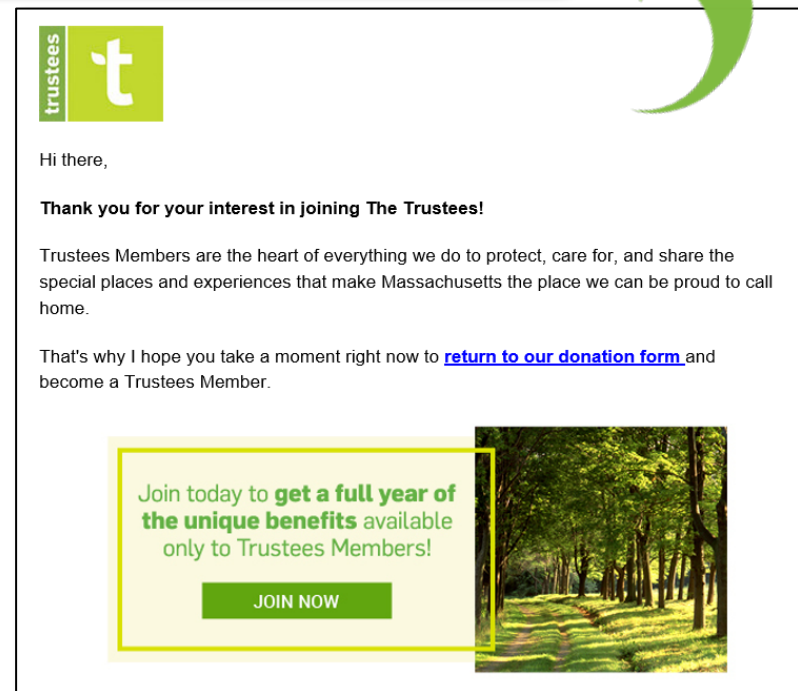 trustees
t
Hi there,
Thank you for your interest in joining The Trustees!
Trustees Members are the heart of everything we do to protect, care for, and share the
special places and experiences that make Massachusetts the place we can be proud to call
home.
That's why I hope you take a moment right now to return to our donation form and
become a Trustees Member.
Join today to get a full year of
the unique benefits available
only to Trustees Members!
JOIN NOW